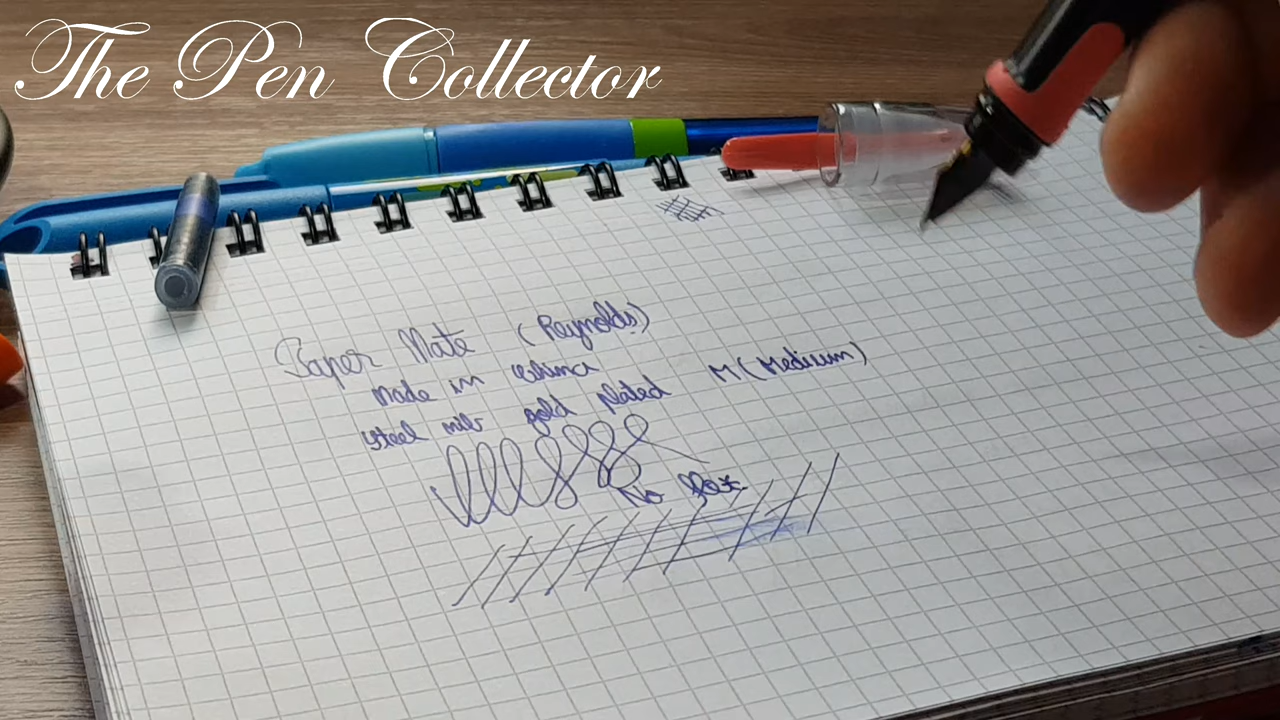 The Pen Collector
Paper Mate (Reynolds)
made in China
steel nib gold plated M (Medium)
No flex